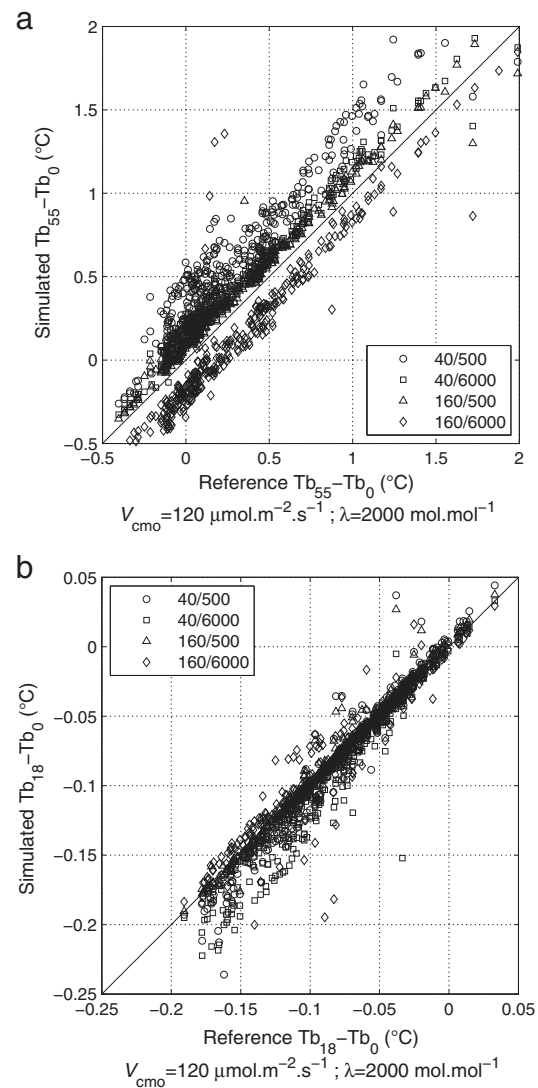 a
2
1.5
1
0.5
0
−0.5
Simulated Tb55−Tb0 (°C)
40/500
40/6000
160/500
160/6000
−0.5 0 0.5 1 1.5 2
Reference Tb55−Tb0 (°C)
Vcmo=120 μmol.m−2.s−1 ; λ=2000 mol.mol−1
b
0.05
0
−0.05
−0.1
−0.15
−0.2
−0.25
Simulated Tb18−Tb0 (°C)
40/500
40/6000
160/500
160/6000
−0.25 −0.2 −0.15 −0.1 −0.05 0 0.05
Reference Tb18−Tb0 (°C)
Vcmo=120 μmol.m−2.s−1 ; λ=2000 mol.mol−1